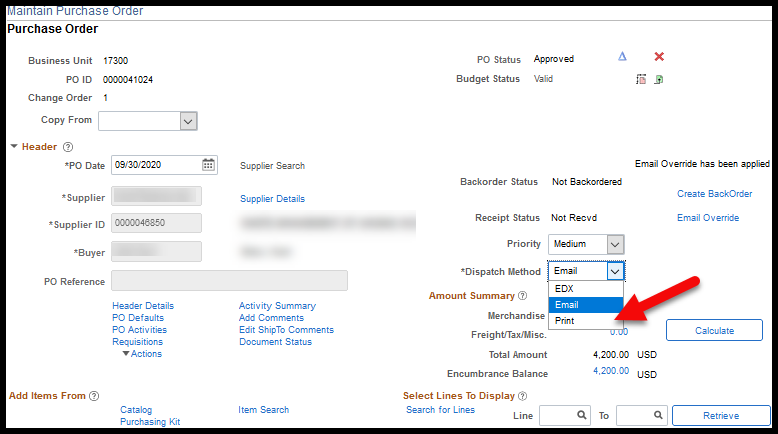 Maintain Purchase Order
Purchase Order
Business Unit 17300
PO Status Approved
PO ID 0000041024
Budget Status Valid
Change Order 1
Copy From
Header
Email Override has been applied
*PO Date 09/30/2020 Supplier Search
Backorder Status Not Backordered
Create BackOrder
*Supplier Supplier Details
*Supplier ID 0000046850
Receipt Status Not Recvd Email Override
*Buyer
Priority Medium
PO Reference
*Dispatch Method Email
EDX
Email
Print
Header Details Activity Summary
PO Defaults Add Comments
PO Activities Edit ShipTo Comments
Requisitions Document Status
Actions
Amount Summary
Merchandise
Freight/Tax/Misc. 0.00 Calculate
Total Amount 4,200.00 USD
Encumbrance Balance 4,200.00 USD
Add Items From
Select Lines To Display
Catalog Item Search
Purchasing Kit
Search for Lines Line To Retrieve